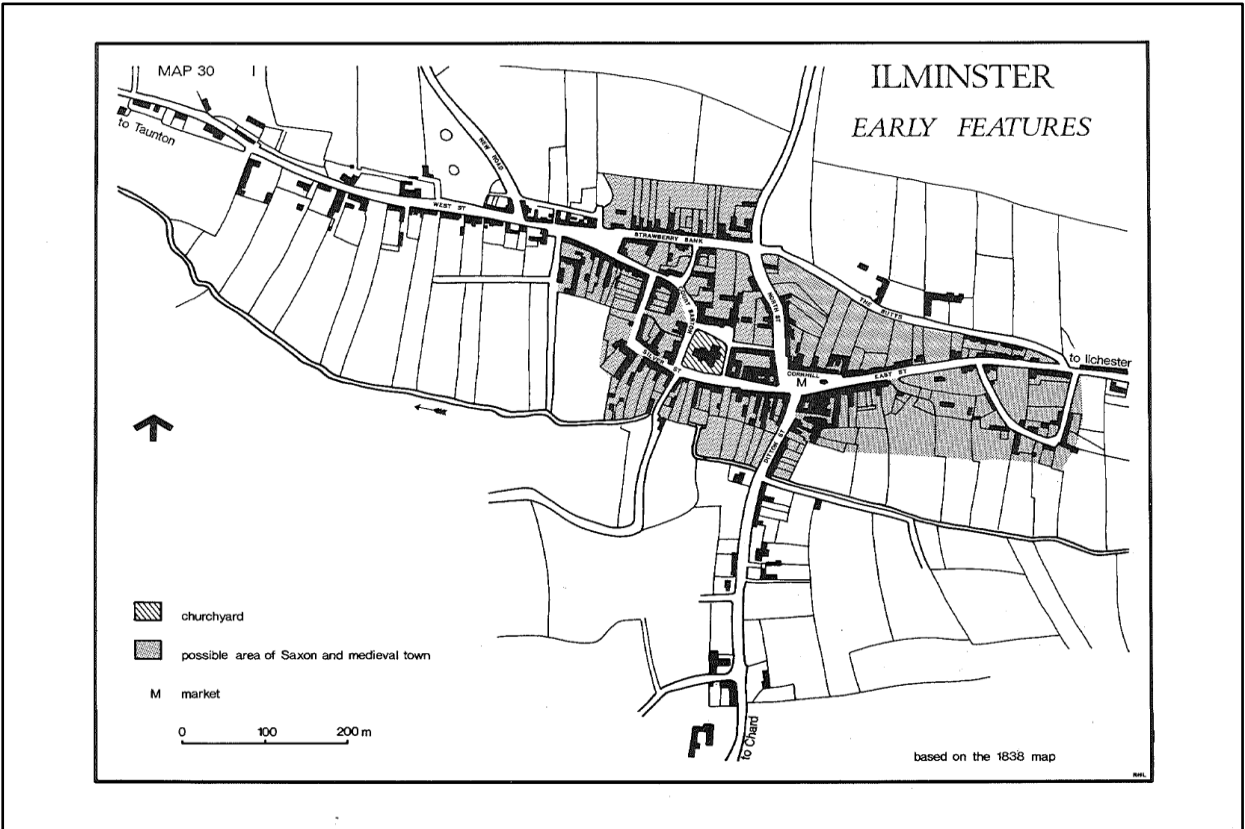 MAP 30
ILMINSTER
EARLY FEATURES
to Taunton
NEW ROAD
WEST ST
STRAWBERRY BANK
COURT BARTON
NORTH ST
THE BUTTS
SILVER ST
CORNHILL
M
EAST ST
to Ilchester
DITTON ST
churchyard
possible area of Saxon and medieval town
M market
0 100 200 m
to Chard
based on the 1838 map